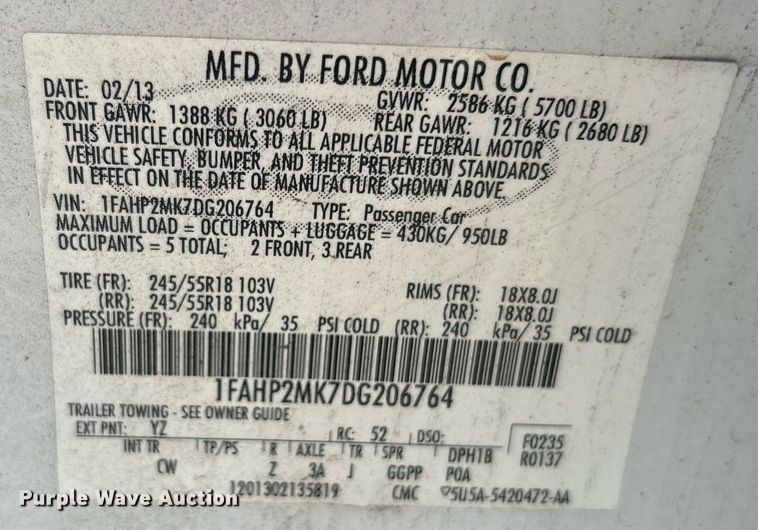 MFD. BY FORD MOTOR CO.
DATE: 02/13 GVWR: 2586 KG ( 5700 LB)
FRONT GAWR: 1388 KG ( 3060 LB) REAR GAWR: 1216 KG ( 2680 LB)
THIS VEHICLE CONFORMS TO ALL APPLICABLE FEDERAL MOTOR
VEHICLE SAFETY, BUMPER, AND THEFT PREVENTION STANDARDS
IN EFFECT ON THE DATE OF MANUFACTURE SHOWN ABOVE.
VIN: 1FAHP2MK7DG206764 TYPE: Passenger Car
MAXIMUM LOAD = OCCUPANTS + LUGGAGE = 430KG/ 950LB
OCCUPANTS = 5 TOTAL; 2 FRONT, 3 REAR
TIRE (FR): 245/55R18 103V RIMS (FR): 18X8.0J
(RR): 245/55R18 103V (RR): 18X8.0J
PRESSURE (FR): 240 kPa/ 35 PSI COLD (RR): 240 kPa/ 35 PSI COLD
1FAHP2MK7DG206764
TRAILER TOWING - SEE OWNER GUIDE
EXT PNT: YZ RC: 52 DSO: F0235
INT TR TP/PS R AXLE TR SPR DPH1B R0137
CW Z 3A J GGPP POA
1201302135819 CMC ▽5U5A-5420472-AA
Purple Wave Auction